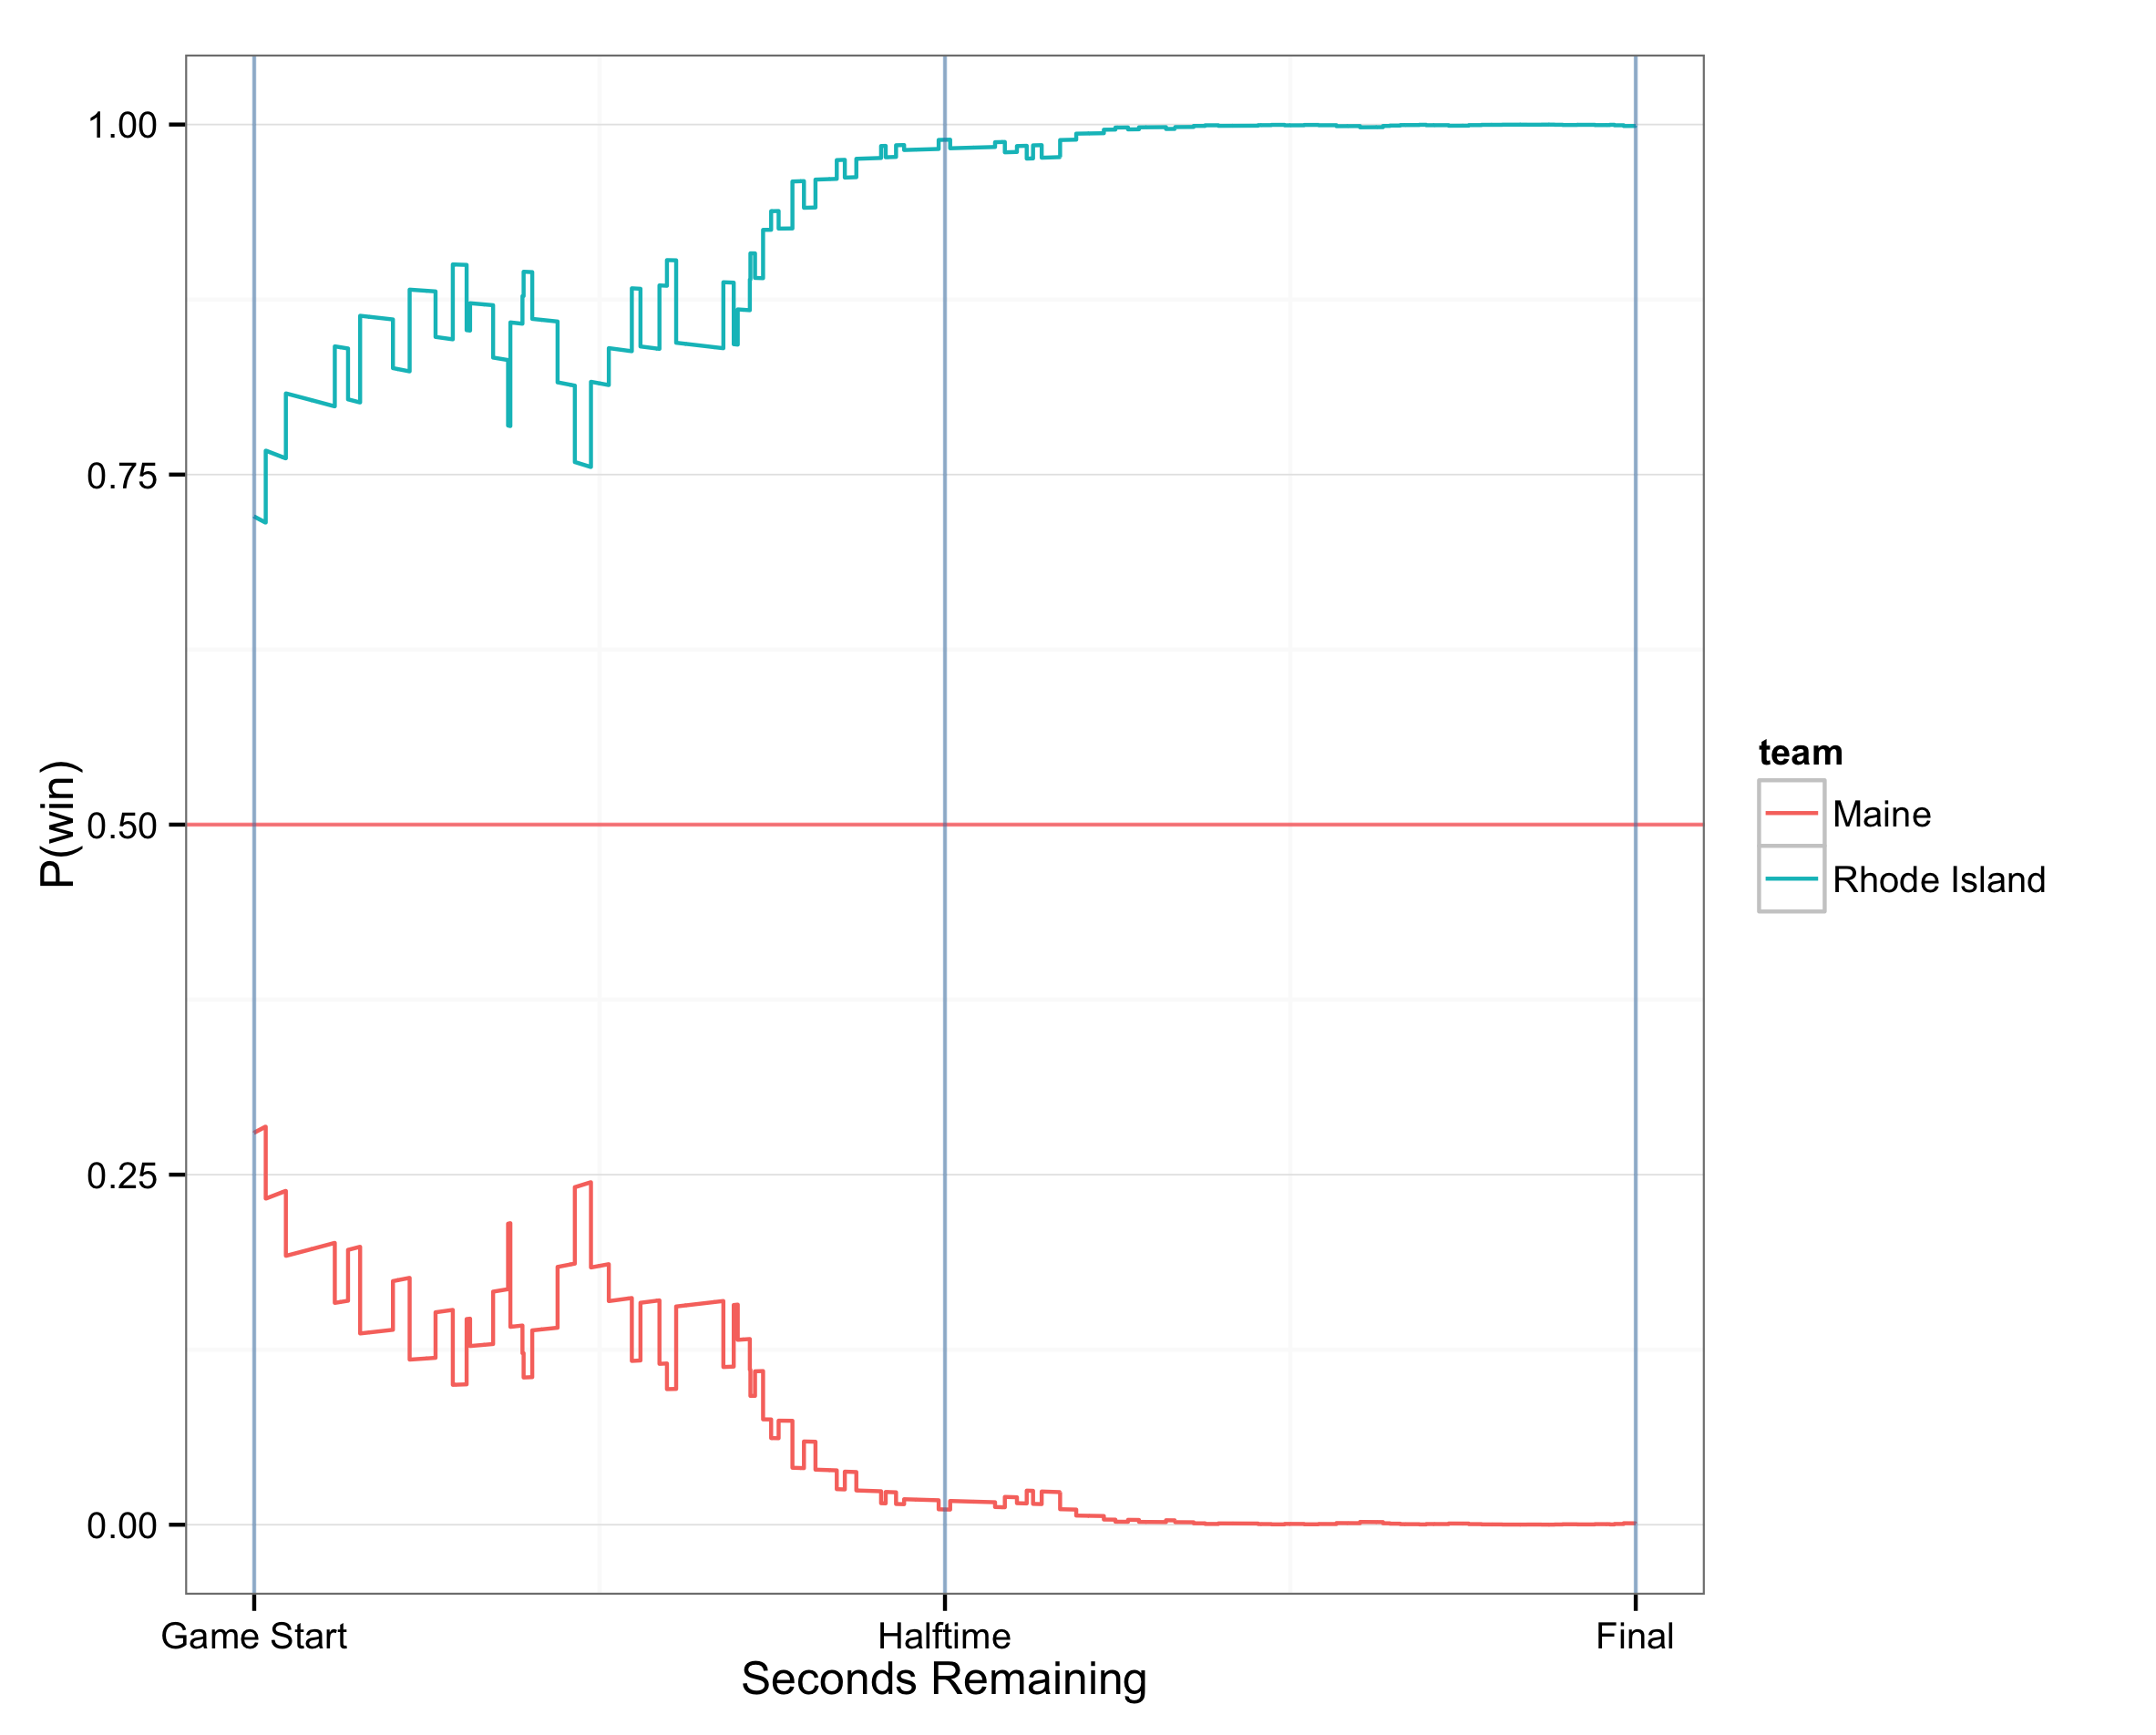 1.00
0.75
0.50
0.25
0.00
P(win)
Game Start
Halftime
Final
Seconds Remaining
team
Maine
Rhode Island